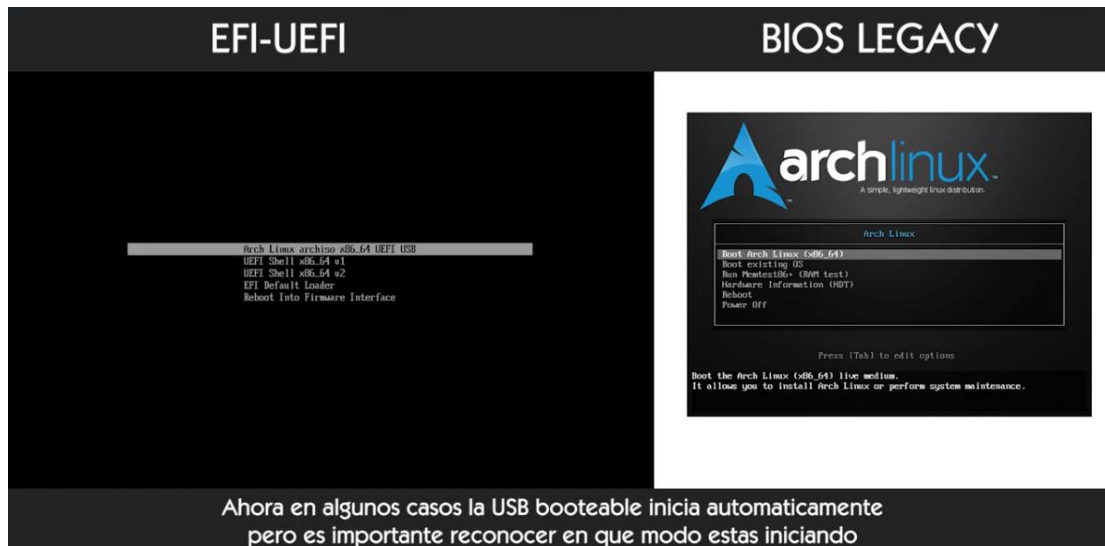 EFI-UEFI
BIOS LEGACY
Arch Linux archiso x86_64 UEFI USB
UEFI Shell x86_64 v1
UEFI Shell x86_64 v2
EFI Default Loader
Reboot Into Firmware Interface
archlinux
A simple, lightweight linux distribution.
Arch Linux
Boot Arch Linux (x86_64)
Boot existing OS
Run Memtest86+ (RAM test)
Hardware Information (HDT)
Reboot
Power Off
Press [Tab] to edit options
Boot the Arch Linux (x86_64) live medium.
It allows you to install Arch Linux or perform system maintenance.
Ahora en algunos casos la USB booteable inicia automaticamente
pero es importante reconocer en que modo estas iniciando